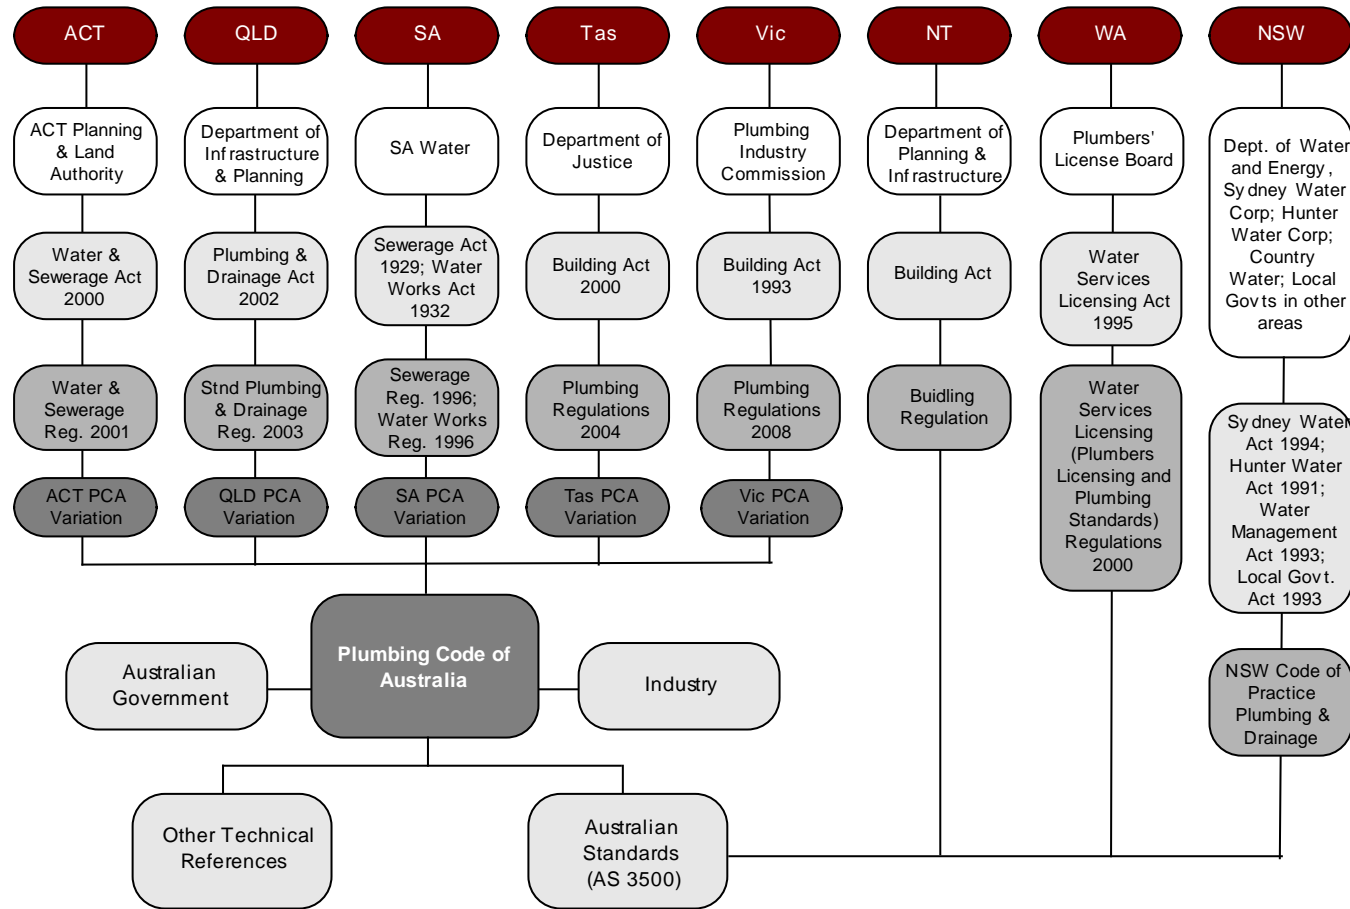 ACT
QLD
SA
Tas
Vic
NT
WA
NSW
ACT Planning
& Land
Authority
Department of
Infrastructure
& Planning
SA Water
Department of
Justice
Plumbing
Industry
Commission
Department of
Planning &
Infrastructure
Plumbers'
License Board
Dept. of Water
and Energy,
Sydney Water
Corp; Hunter
Water Corp;
Country
Water; Local
Govts in other
areas
Water &
Sewerage Act
2000
Plumbing &
Drainage Act
2002
Sewerage Act
1929; Water
Works Act
1932
Building Act
2000
Building Act
1993
Building Act
Water
Services
Licensing Act
1995
Water &
Sewerage
Reg. 2001
Stnd Plumbing
& Drainage
Reg. 2003
Sewerage
Reg. 1996;
Water Works
Reg. 1996
Plumbing
Regulations
2004
Plumbing
Regulations
2008
Buidling
Regulation
Water
Services
Licensing
(Plumbers
Licensing and
Plumbing
Standards)
Regulations
2000
Sydney Water
Act 1994;
Hunter Water
Act 1991;
Water
Management
Act 1993;
Local Govt.
Act 1993
ACT PCA
Variation
QLD PCA
Variation
SA PCA
Variation
Tas PCA
Variation
Vic PCA
Variation
Plumbing Code of
Australia
Australian
Government
Industry
NSW Code of
Practice
Plumbing &
Drainage
Other Technical
References
Australian
Standards
(AS 3500)